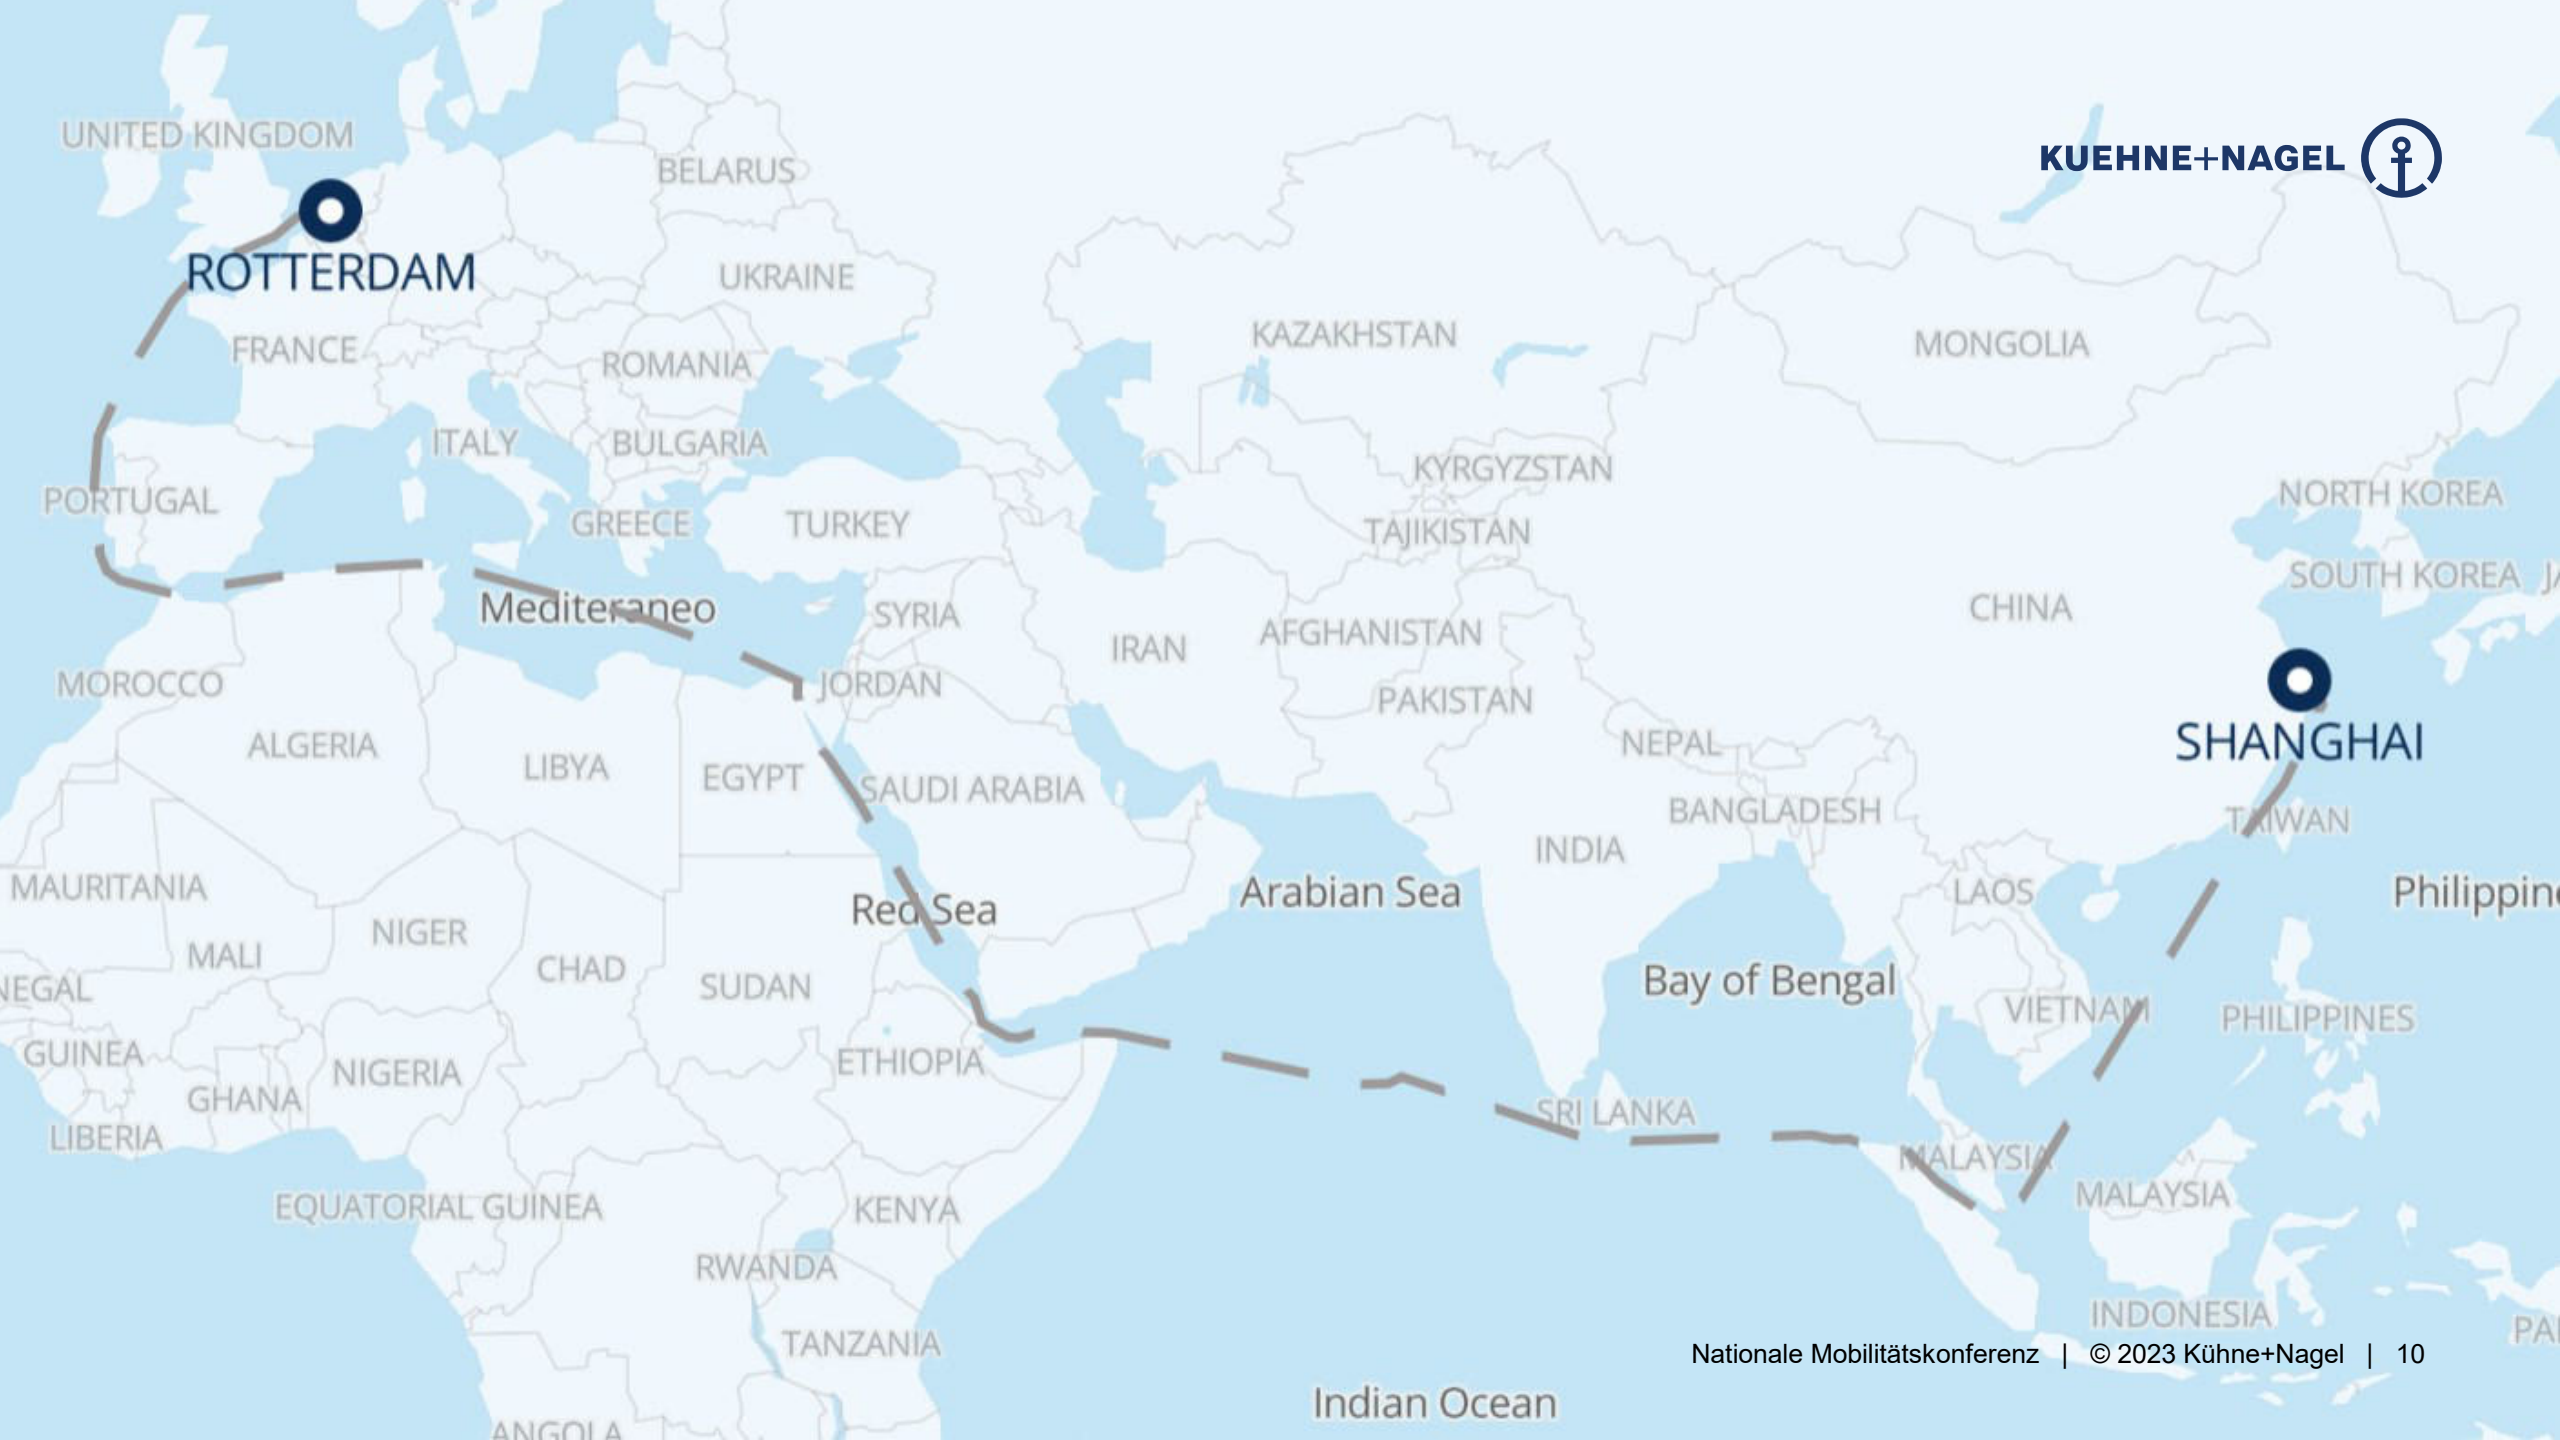 UNITED KINGDOM
BELARUS
KUEHNE+NAGEL
ROTTERDAM
UKRAINE
FRANCE
ROMANIA
KAZAKHSTAN
MONGOLIA
ITALY
BULGARIA
KYRGYZSTAN
NORTH KOREA
PORTUGAL
GREECE
TURKEY
TAJIKISTAN
SOUTH KOREA
JA
Mediteraneo
SYRIA
IRAN
AFGHANISTAN
CHINA
MOROCCO
JORDAN
PAKISTAN
ALGERIA
LIBYA
EGYPT
SAUDI ARABIA
NEPAL
SHANGHAI
BANGLADESH
TAIWAN
INDIA
MAURITANIA
NIGER
Red Sea
Arabian Sea
LAOS
Philippine
MALI
CHAD
SUDAN
Bay of Bengal
NEGAL
VIETNAM
PHILIPPINES
GUINEA
NIGERIA
ETHIOPIA
GHANA
SRI LANKA
LIBERIA
MALAYSIA
MALAYSIA
EQUATORIAL GUINEA
KENYA
RWANDA
INDONESIA
PA
TANZANIA
Nationale Mobilitätskonferenz | © 2023 Kühne+Nagel | 10
Indian Ocean
ANGOLA